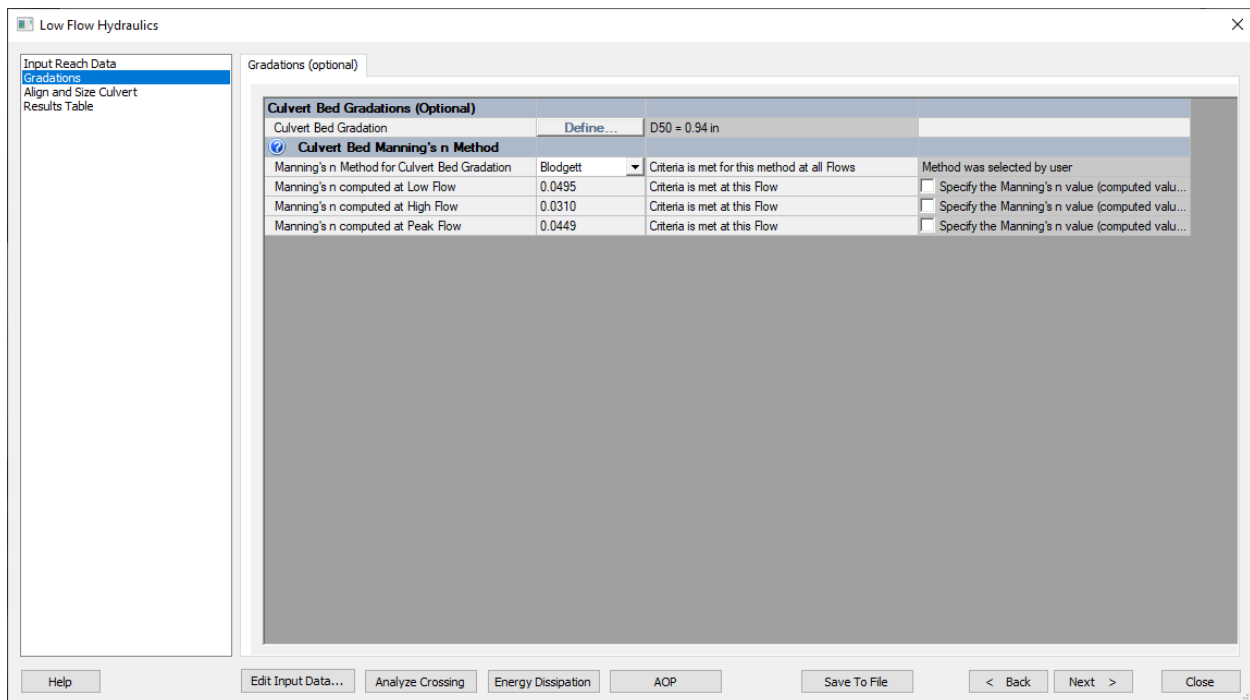 Low Flow Hydraulics
Input Reach Data
Gradations
Align and Size Culvert
Results Table
Gradations (optional)
Culvert Bed Gradations (Optional)
Culvert Bed Gradation Define... D50 = 0.94 in
Culvert Bed Manning's n Method
Manning's n Method for Culvert Bed Gradation Blodgett Criteria is met for this method at all Flows Method was selected by user
Manning's n computed at Low Flow 0.0495 Criteria is met at this Flow Specify the Manning's n value (computed valu...
Manning's n computed at High Flow 0.0310 Criteria is met at this Flow Specify the Manning's n value (computed valu...
Manning's n computed at Peak Flow 0.0449 Criteria is met at this Flow Specify the Manning's n value (computed valu...
Help Edit Input Data... Analyze Crossing Energy Dissipation AOP Save To File < Back Next > Close